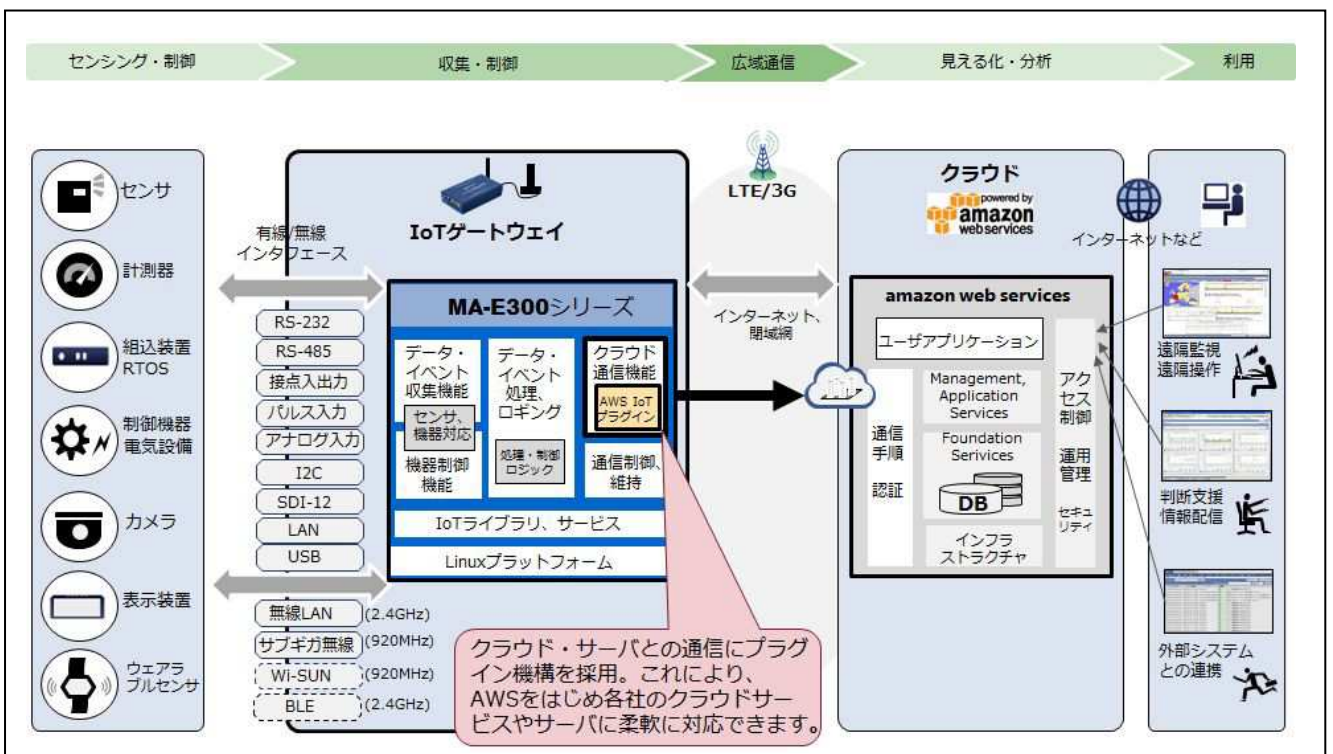 センシング・制御
収集・制御
広域通信
見える化・分析
利用
センサ
計測器
組込装置
RTOS
制御機器
電気設備
カメラ
表示装置
ウェアラ
ブルセンサ
有線/無線
インタフェース
RS-232
RS-485
接点入出力
パルス入力
アナログ入力
I2C
SDI-12
LAN
USB
無線LAN
(2.4GHz)
サブギガ無線
(920MHz)
Wi-SUN
(920MHz)
BLE
(2.4GHz)
IoTゲートウェイ
MA-E300シリーズ
データ・
イベント
収集機能
センサ、
機器対応
機器制御
機能
データ・
イベント
処理、
ロギング
処理・制御
ロジック
クラウド
通信機能
AWS IoT
プラグイン
通信制御、
維持
IoTライブラリ、サービス
Linuxプラットフォーム
クラウド・サーバとの通信にプラグ
イン機構を採用。これにより、
AWSをはじめ各社のクラウドサー
ビスやサーバに柔軟に対応できます。
LTE/3G
インターネット、
閉域網
クラウド
powered by
amazon
webservices
amazon web services
ユーザアプリケーション
通信
手順
認証
Management,
Application
Services
Foundation
Serivices
DB
インフラ
ストラクチャ
アク
セス
制御
運用
管理
セキュ
リティ
インターネットなど
遠隔監視
遠隔操作
判断支援
情報配信
外部システム
との連携